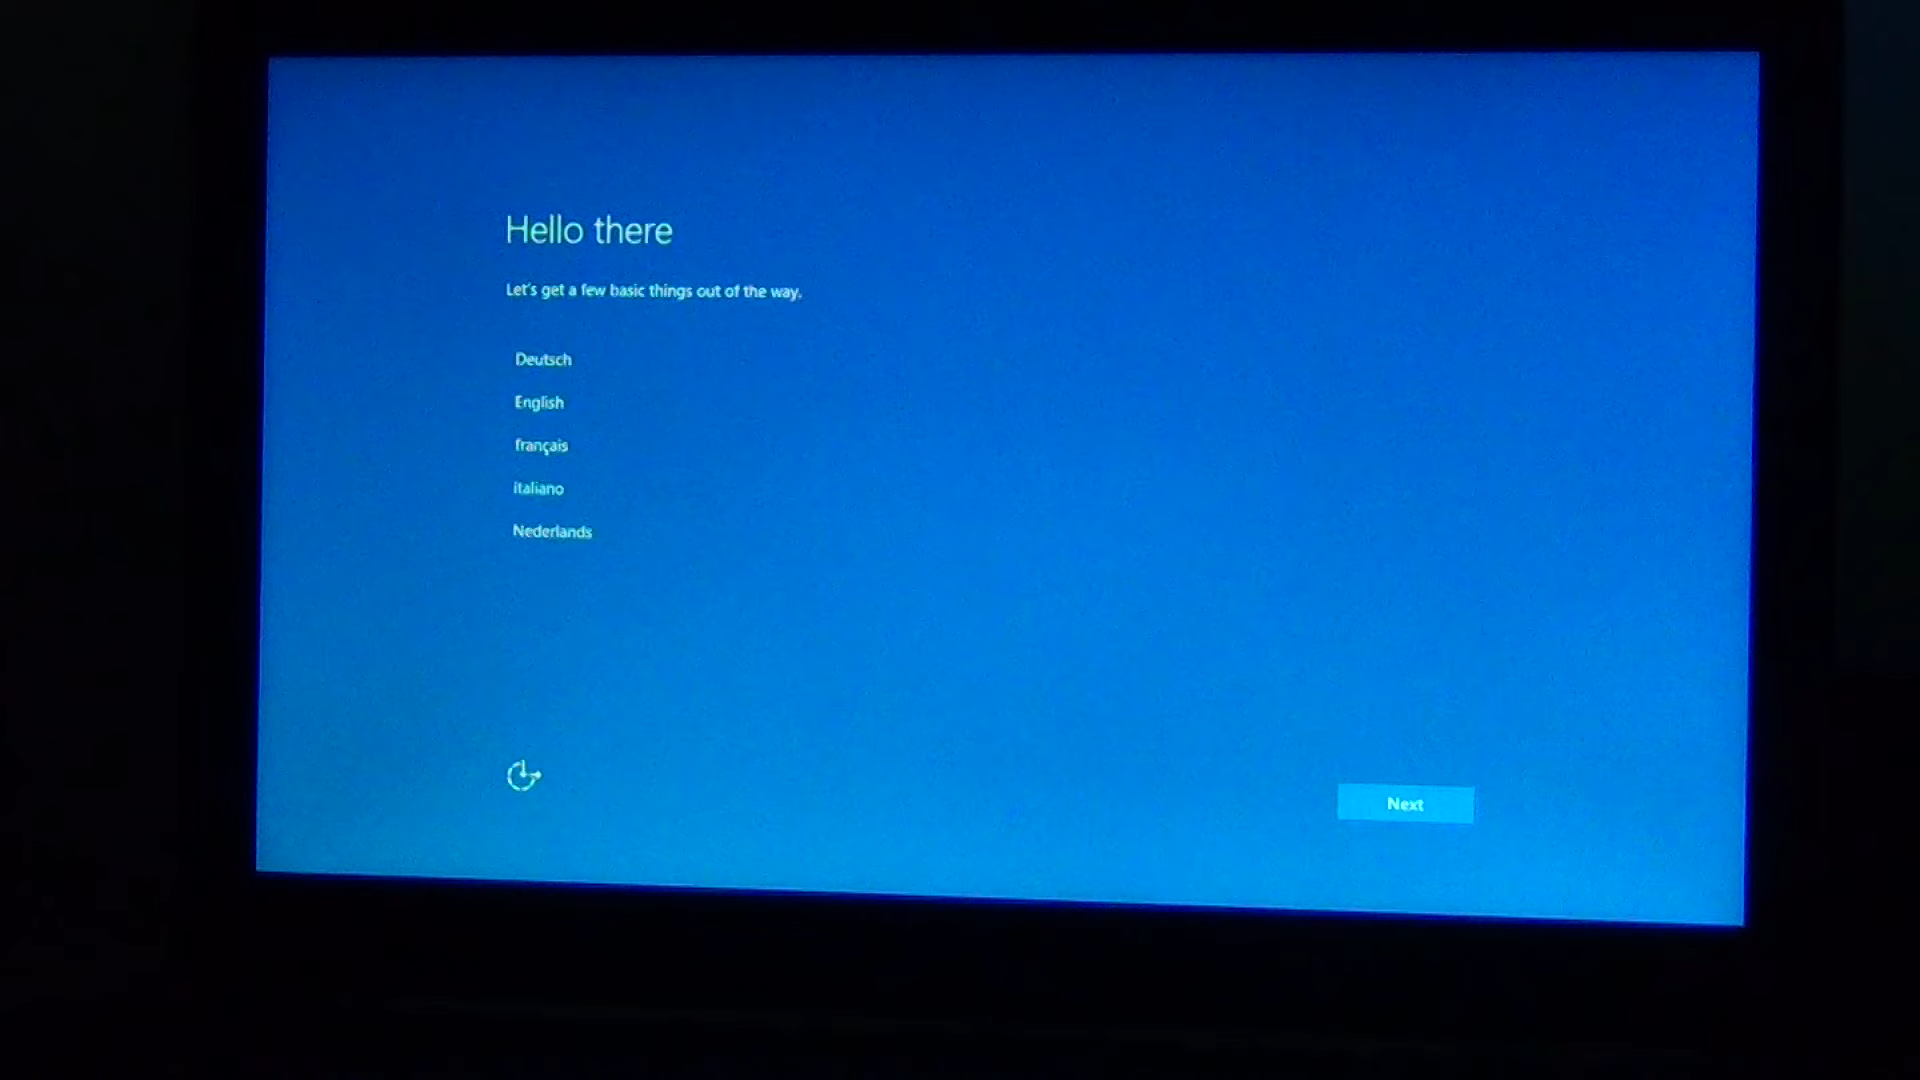 Hello there
Let's get a few basic things out of the way.
Deutsch
English
français
italiano
Nederlands
Next